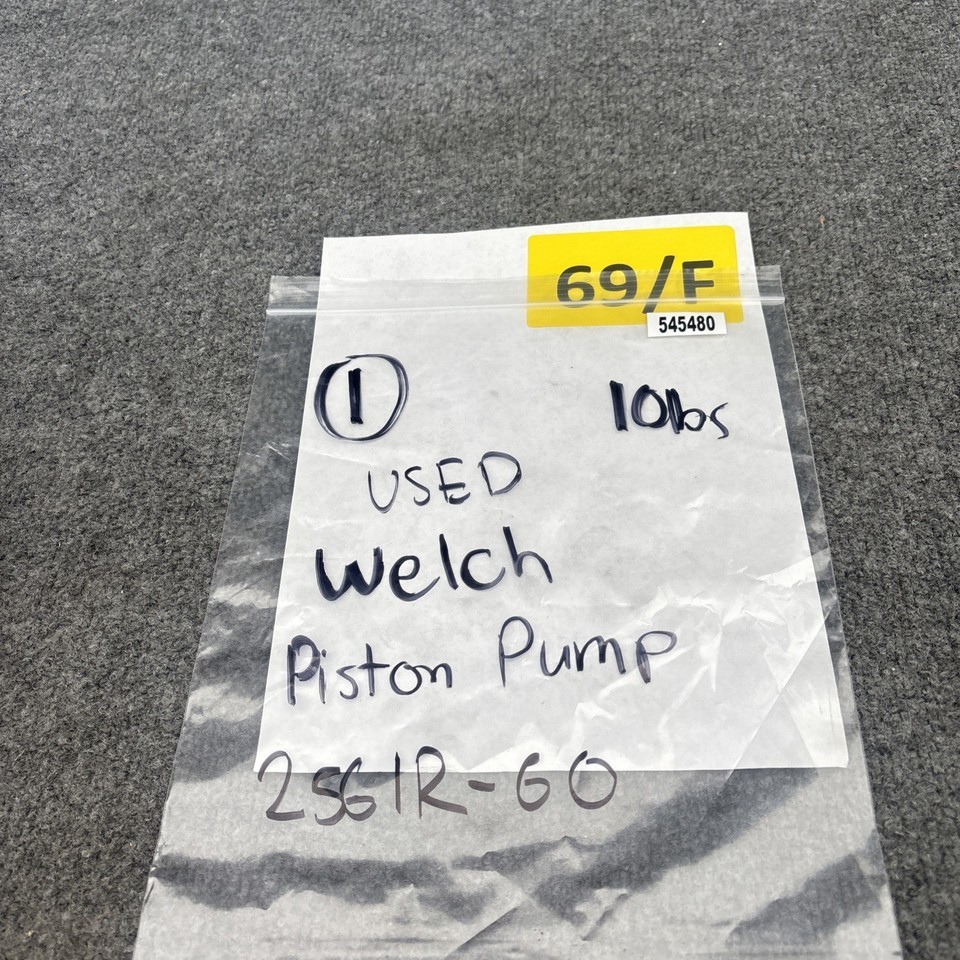 69/F
545480
1 10lbs
USED
Welch
Piston Pump
2561R-60